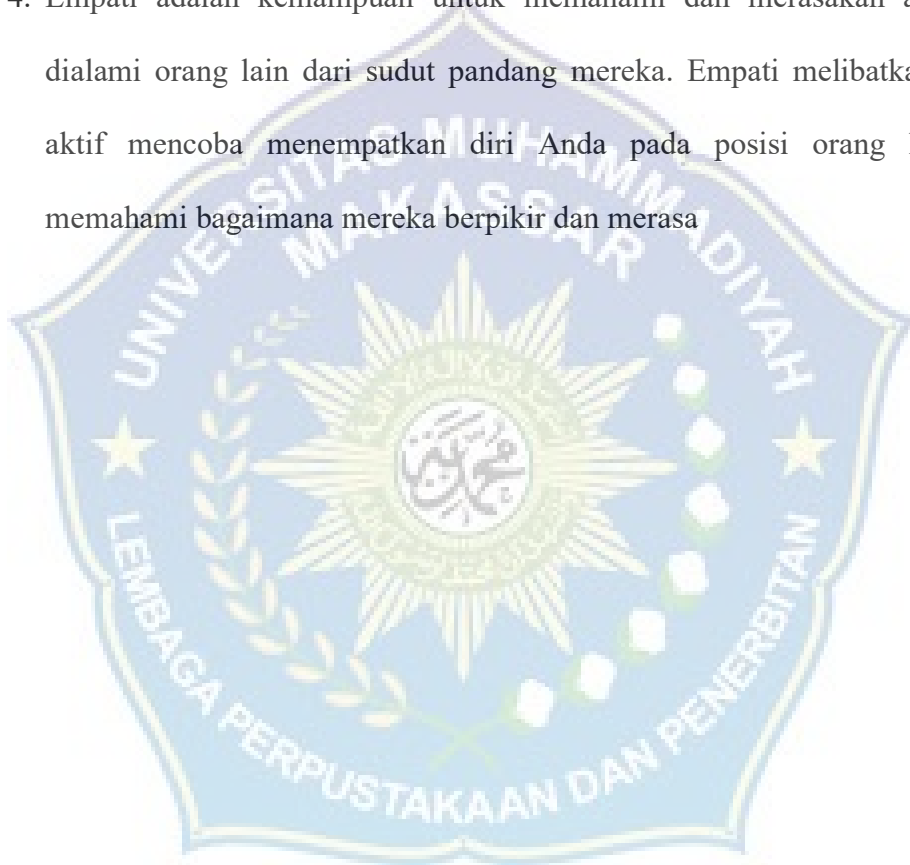 4. Empati adalah kemampuan untuk memahami dan merasakan
dialami orang lain dari sudut pandang mereka. Empati
aktif mencoba menempatkan diri Anda pada posisi orang
memahami bagaimana mereka berpikir dan merasa
UNIVERSITAS MUHAMMADIYAH
MAKASSAR
LEMBAGA PERPUSTAKAAN DAN PENERBITAN